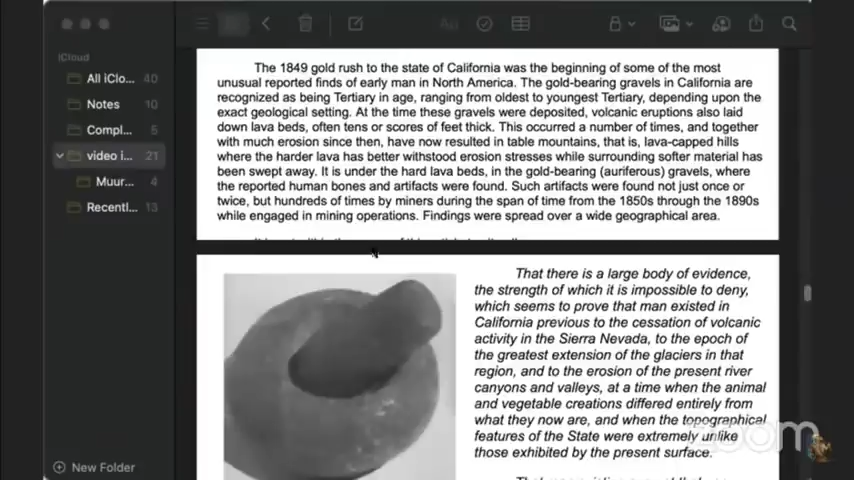 iCloud
All iClo... 40
Notes 10
Compl... 5
video i... 21
Muur... 4
Recentl... 13
New Folder
The 1849 gold rush to the state of California was the beginning of some of the most
unusual reported finds of early man in North America. The gold-bearing gravels in California are
recognized as being Tertiary in age, ranging from oldest to youngest Tertiary, depending upon the
exact geological setting. At the time these gravels were deposited, volcanic eruptions also laid
down lava beds, often tens or scores of feet thick. This occurred a number of times, and together
with much erosion since then, have now resulted in table mountains, that is, lava-capped hills
where the harder lava has better withstood erosion stresses while surrounding softer material has
been swept away. It is under the hard lava beds, in the gold-bearing (auriferous) gravels, where
the reported human bones and artifacts were found. Such artifacts were found not just once or
twice, but hundreds of times by miners during the span of time from the 1850s through the 1890s
while engaged in mining operations. Findings were spread over a wide geographical area.
That there is a large body of evidence,
the strength of which it is impossible to deny,
which seems to prove that man existed in
California previous to the cessation of volcanic
activity in the Sierra Nevada, to the epoch of
the greatest extension of the glaciers in that
region, and to the erosion of the present river
canyons and valleys, at a time when the animal
and vegetable creations differed entirely from
what they now are, and when the topographical
features of the State were extremely unlike
those exhibited by the present surface.
zoom